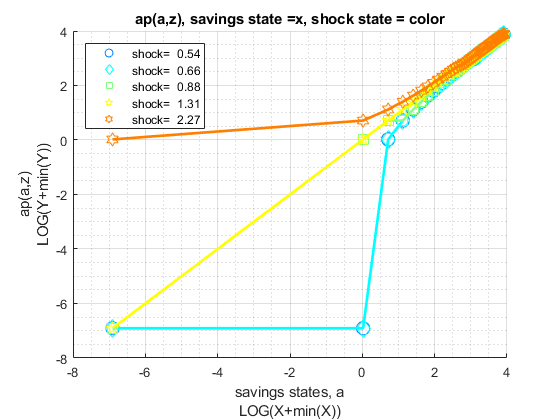 ap(a,z), savings state =x, shock state = color
4
2
0
-2
-4
-6
-8
ap(a,z)
LOG(Y+min(Y))
shock= 0.54
shock= 0.66
shock= 0.88
shock= 1.31
shock= 2.27
-8 -6 -4 -2 0 2 4
savings states, a
LOG(X+min(X))